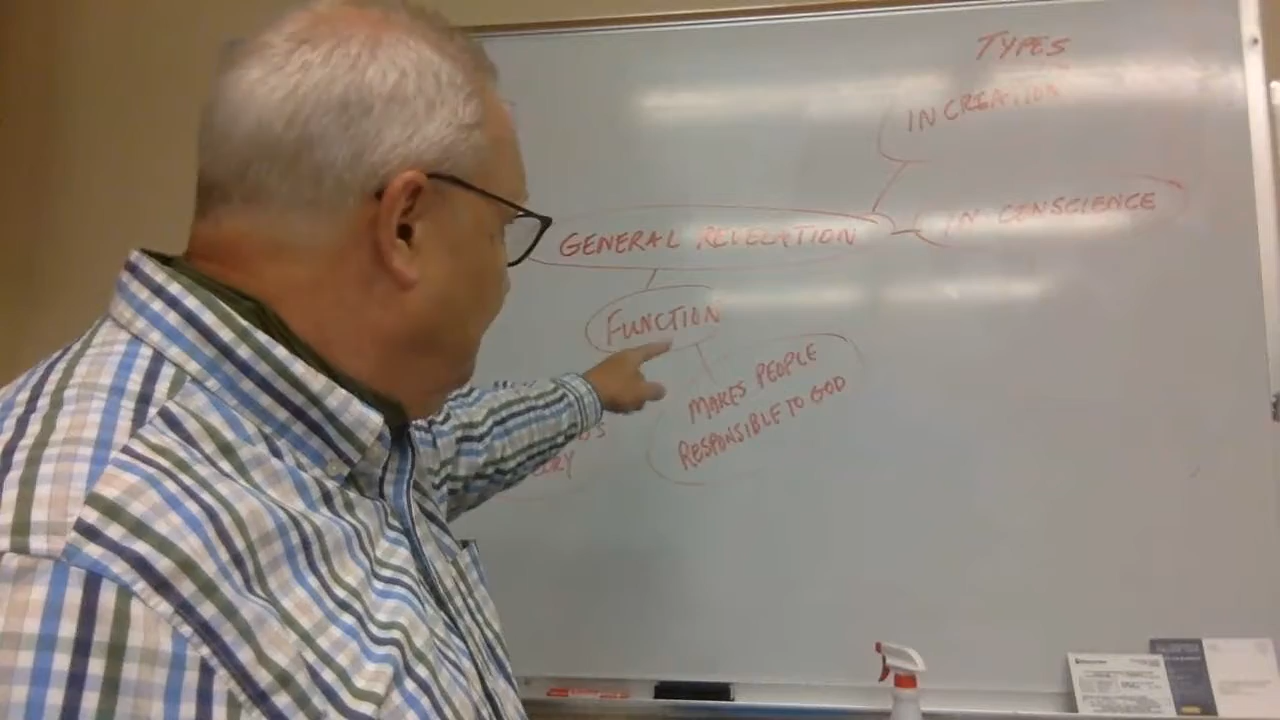 TYPES
IN CREATION
IN CONSCIENCE
GENERAL REVELATION
FUNCTION
MAKES PEOPLE
RESPONSIBLE TO GOD